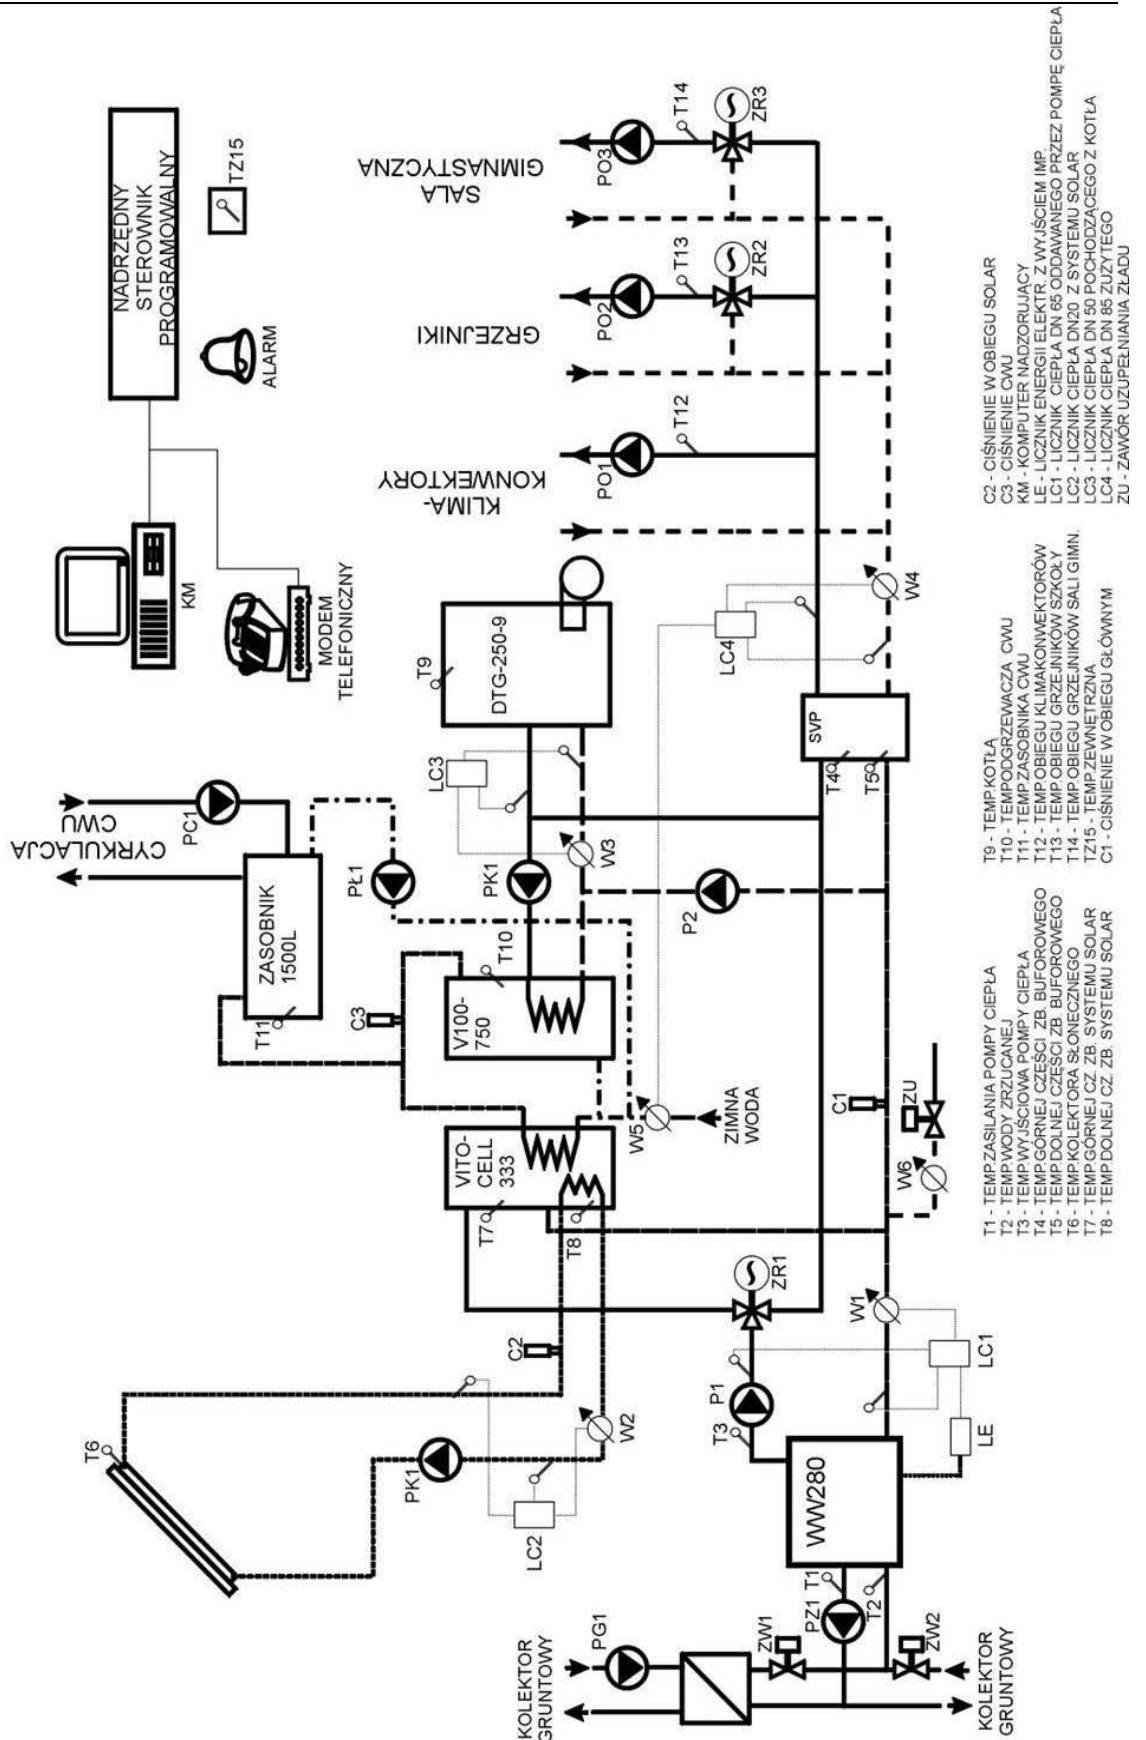 CYRKULACJA
CWU
KM
MODEM
TELEFONICZNY
NADRZĘDNY
STEROWNIK
PROGRAMOWALNY
ALARM
TZ15
T6
PK1
LC2
W2
C2
T11
ZASOBNIK
1500L
PC1
PŁ1
C3
VITO-
CELL
333
T7
T8
V100-
750
T10
PK1
LC3
W3
T9
DTG-250-9
KLIMA-
KONWEKTORY
GRZEJNIKI
SALA
GIMNASTYCZNA
PO1
T12
PO2
T13
ZR2
PO3
T14
ZR3
W5
ZIMNA
WODA
P2
LC4
W4
KOLEKTOR
GRUNTOWY
PG1
ZW1
PZ1
T1
T2
ZW2
KOLEKTOR
GRUNTOWY
WW280
T3
P1
ZR1
LE
LC1
W1
W6
ZU
C1
T4
T5
SVP
T1 - TEMP.ZASILANIA POMPY CIEPŁA
T2 - TEMP.WODY ZRZUCANEJ
T3 - TEMP.WYJŚCIOWA POMPY CIEPŁA
T4 - TEMP.GÓRNEJ CZĘŚCI ZB. BUFOROWEGO
T5 - TEMP.DOLNEJ CZĘŚCI ZB. BUFOROWEGO
T6 - TEMP.KOLEKTORA SŁONECZNEGO
T7 - TEMP.GÓRNEJ CZ. ZB. SYSTEMU SOLAR
T8 - TEMP.DOLNEJ CZ. ZB. SYSTEMU SOLAR
T9 - TEMP.KOTŁA
T10 - TEMP.PODGRZEWACZA CWU
T11 - TEMP.ZASOBNIKA CWU
T12 - TEMP.OBIEGU KLIMAKONWEKTORÓW
T13 - TEMP.OBIEGU GRZEJNIKÓW SZKOŁY
T14 - TEMP.OBIEGU GRZEJNIKÓW SALI GIMN.
TZ15 - TEMP.ZEWNĘTRZNA
C1 - CIŚNIENIE W OBIEGU GŁÓWNYM
C2 - CIŚNIENIE W OBIEGU SOLAR
C3 - CIŚNIENIE CWU
KM - KOMPUTER NADZORUJĄCY
LE - LICZNIK ENERGII ELEKTR. Z WYJŚCIEM IMP.
LC1 - LICZNIK CIEPŁA DN 65 ODDAWANEGO PRZEZ POMPĘ CIEPŁA
LC2 - LICZNIK CIEPŁA DN20 Z SYSTEMU SOLAR
LC3 - LICZNIK CIEPŁA DN 50 POCHODZĄCEGO Z KOTŁA
LC4 - LICZNIK CIEPŁA DN 85 ZUŻYTEGO
ZU - ZAWÓR UZUPEŁNIANIA ZŁADU